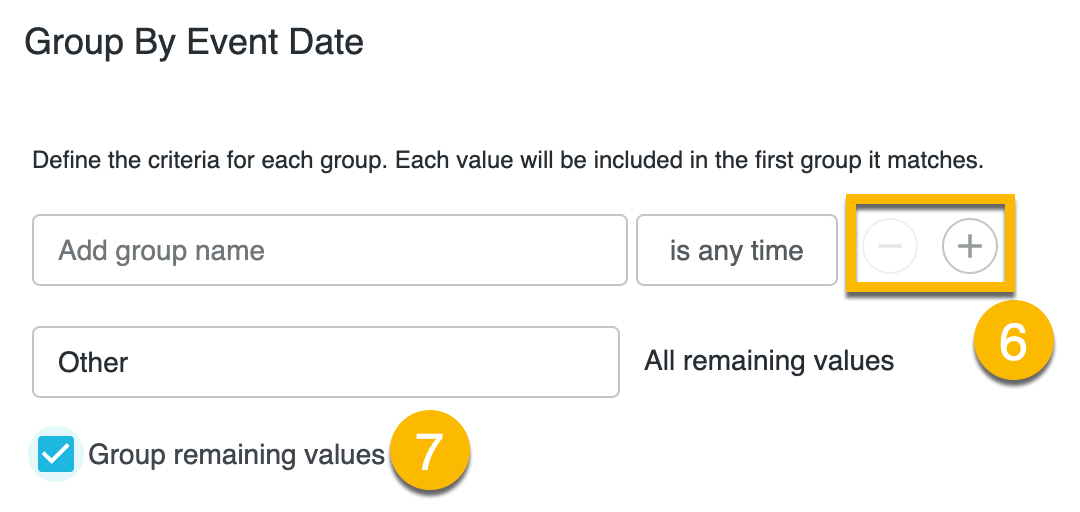 Group By Event Date
Define the criteria for each group. Each value will be included in the first group it matches.
Add group name
is any time
6
Other
All remaining values
Group remaining values
7